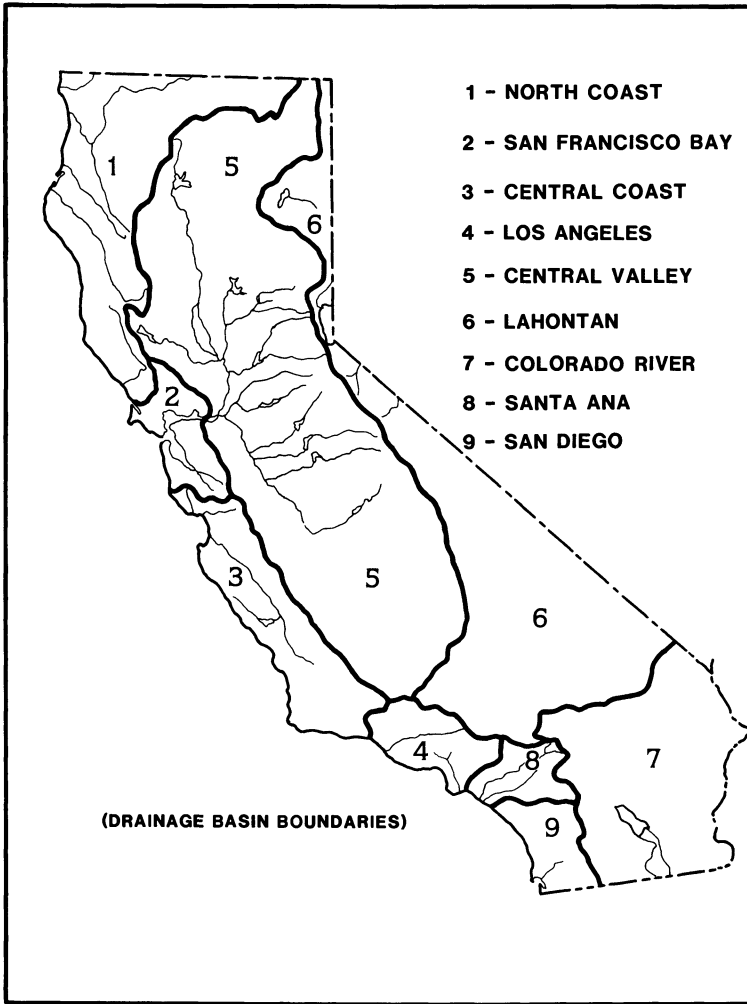 1 - NORTH COAST
2 - SAN FRANCISCO BAY
3 - CENTRAL COAST
4 - LOS ANGELES
5 - CENTRAL VALLEY
6 - LAHONTAN
7 - COLORADO RIVER
8 - SANTA ANA
9 - SAN DIEGO
1
5
6
2
3
5
6
4
8
7
9
(DRAINAGE BASIN BOUNDARIES)